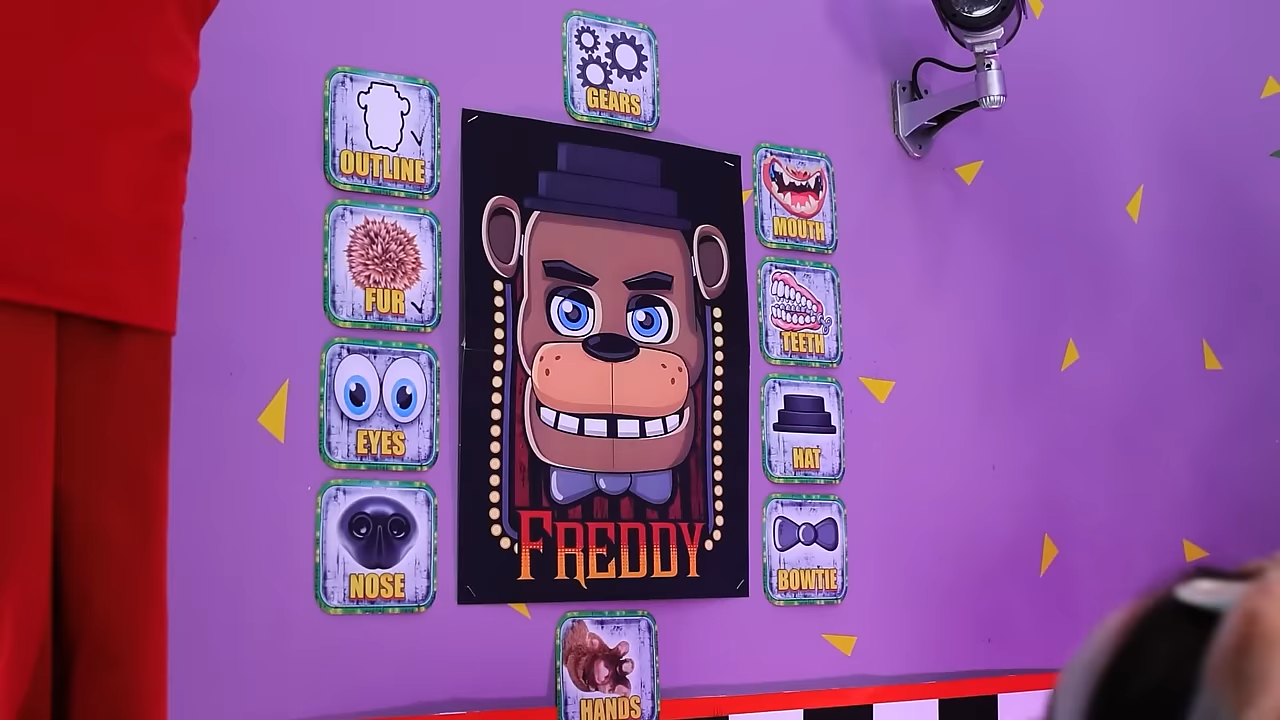 GEARS
OUTLINE
FUR
EYES
NOSE
FREDDY
MOUTH
TEETH
HAT
BOWTIE
HANDS